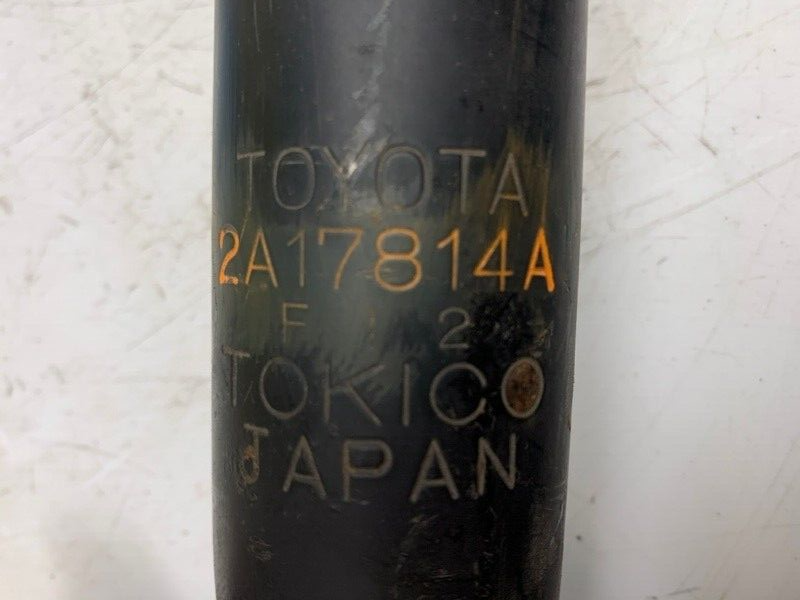 TOYOTA
2A17814A
F 2
TOKICO
JAPAN